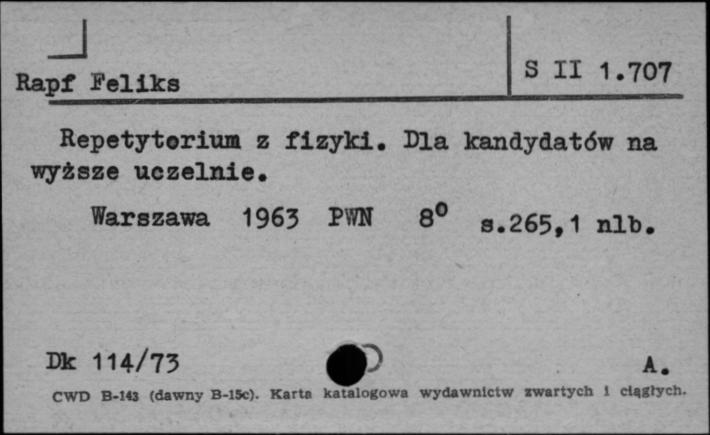 Rapf Feliks
S II 1.707
Repetytorium z fizyki. Dla kandydatów na
wyższe uczelnie.
Warszawa 1963 PWN 8° s.265,1 nlb.
Dk 114/73
A.
CWD B-143 (dawny B-15c). Karta katalogowa wydawnictw zwartych i ciągłych.